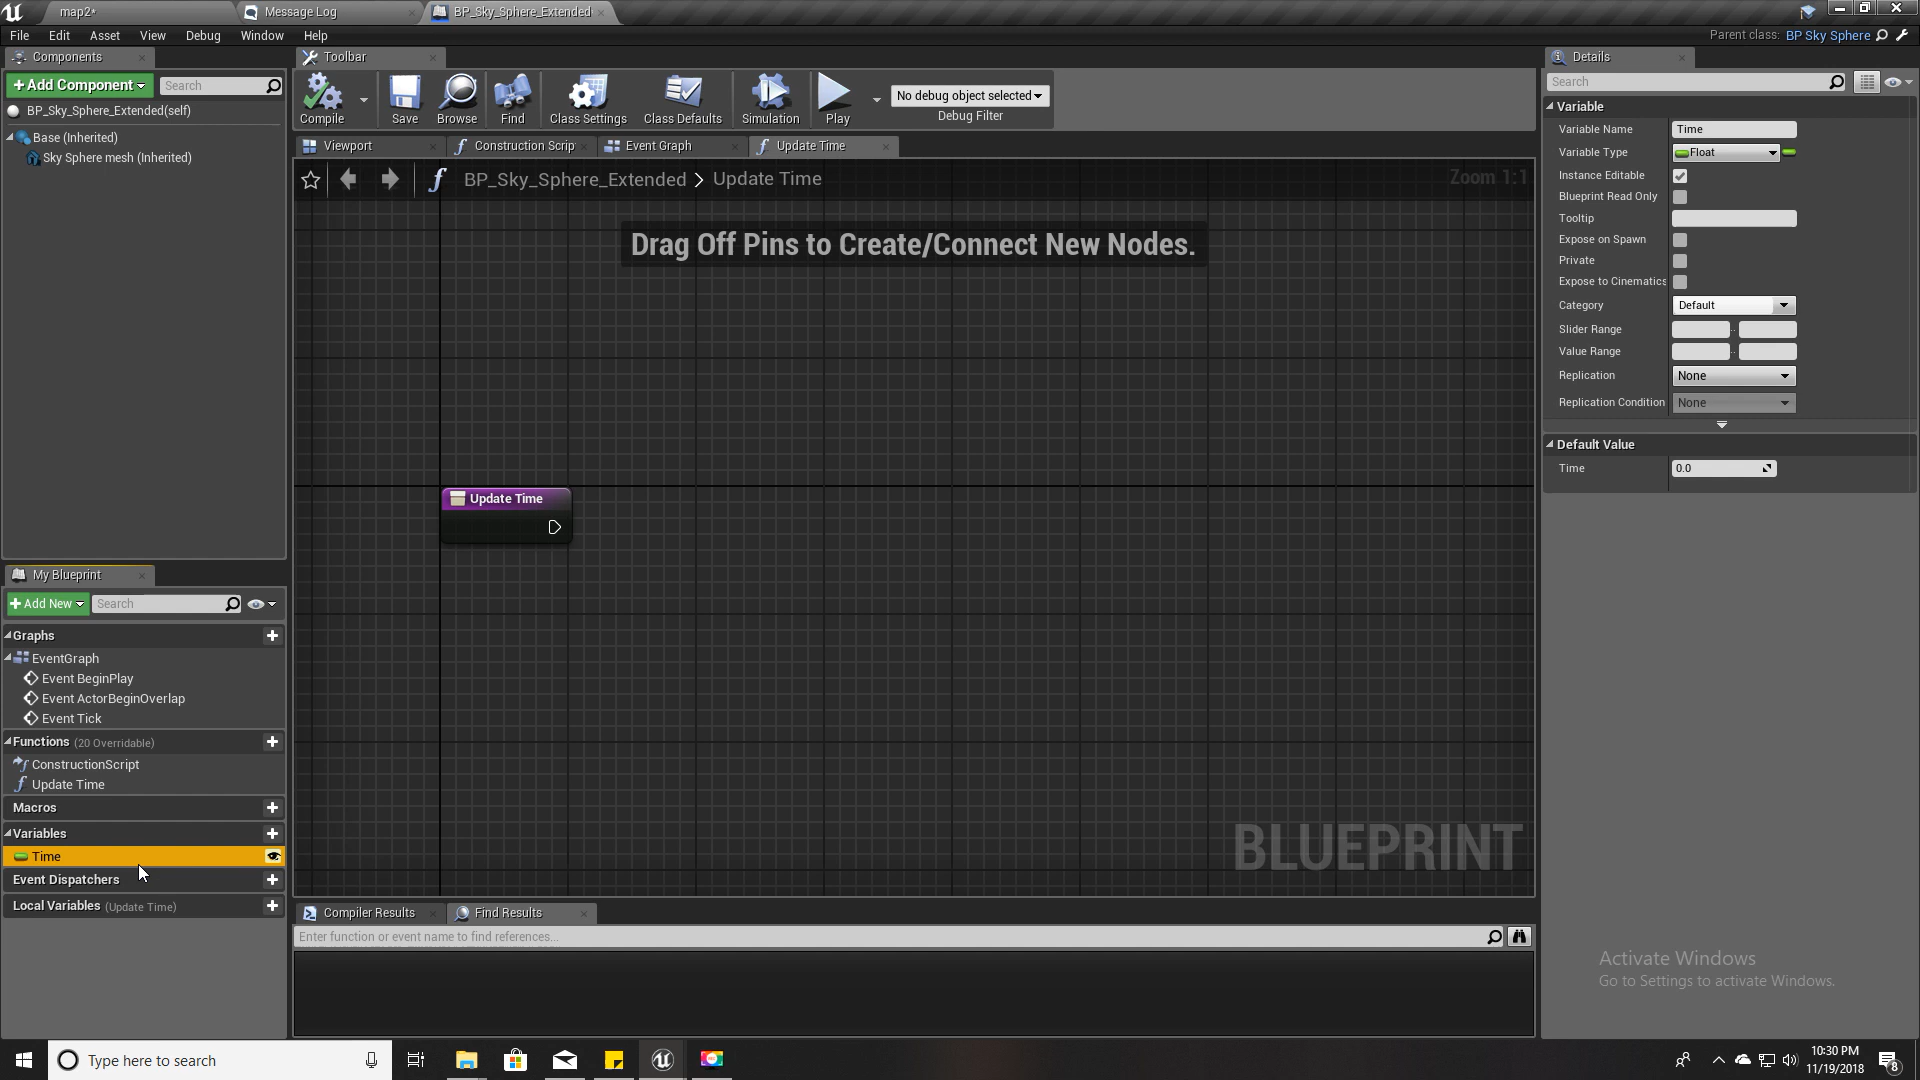 map2*
Message Log
BP_Sky_Sphere_Extended
File Edit Asset View Debug Window Help
Parent class: BP Sky Sphere
Components
+Add Component
Search
BP_Sky_Sphere_Extended(self)
Base (Inherited)
Sky Sphere mesh (Inherited)
Toolbar
Compile
Save
Browse
Find
Class Settings
Class Defaults
Simulation
Play
No debug object selected
Debug Filter
Viewport
Construction Scrip
Event Graph
Update Time
BP_Sky_Sphere_Extended > Update Time
Zoom 1:1
Drag Off Pins to Create/Connect New Nodes.
Update Time
BLUEPRINT
My Blueprint
+Add New
Search
Graphs
EventGraph
Event BeginPlay
Event ActorBeginOverlap
Event Tick
Functions (20 Overridable)
ConstructionScript
Update Time
Macros
Variables
Time
Event Dispatchers
Local Variables (Update Time)
Compiler Results
Find Results
Enter function or event name to find references...
Details
Search
Variable
Variable Name Time
Variable Type Float
Instance Editable
Blueprint Read Only
Tooltip
Expose on Spawn
Private
Expose to Cinematics
Category Default
Slider Range
Value Range
Replication None
Replication Condition None
Default Value
Time 0.0
Activate Windows
Go to Settings to activate Windows.
Type here to search
10:30 PM
11/19/2018
8